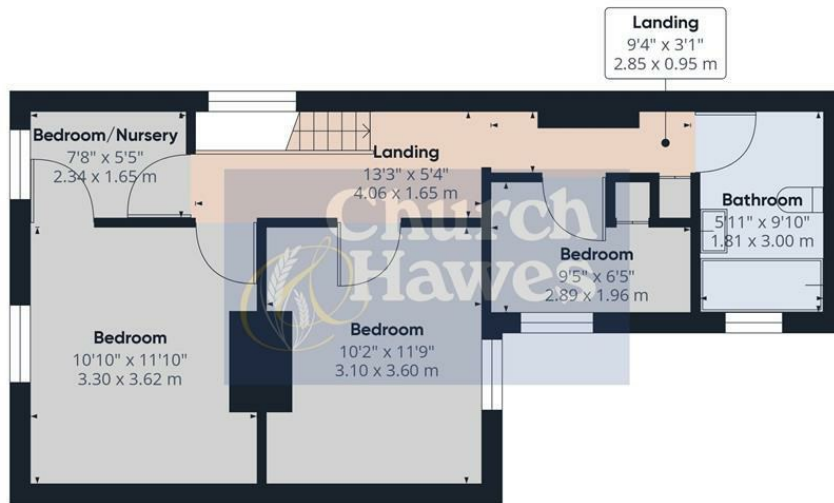 Landing
9'4" x 3'1"
2.85 x 0.95 m
Bedroom/Nursery
7'8" x 5'5"
2.34 x 1.65 m
Landing
13'3" x 5'4"
4.06 x 1.65 m
Bathroom
5'11" x 9'10"
1.81 x 3.00 m
Church
Hawes
Bedroom
9'5" x 6'5"
2.89 x 1.96 m
Bedroom
10'10" x 11'10"
3.30 x 3.62 m
Bedroom
10'2" x 11'9"
3.10 x 3.60 m